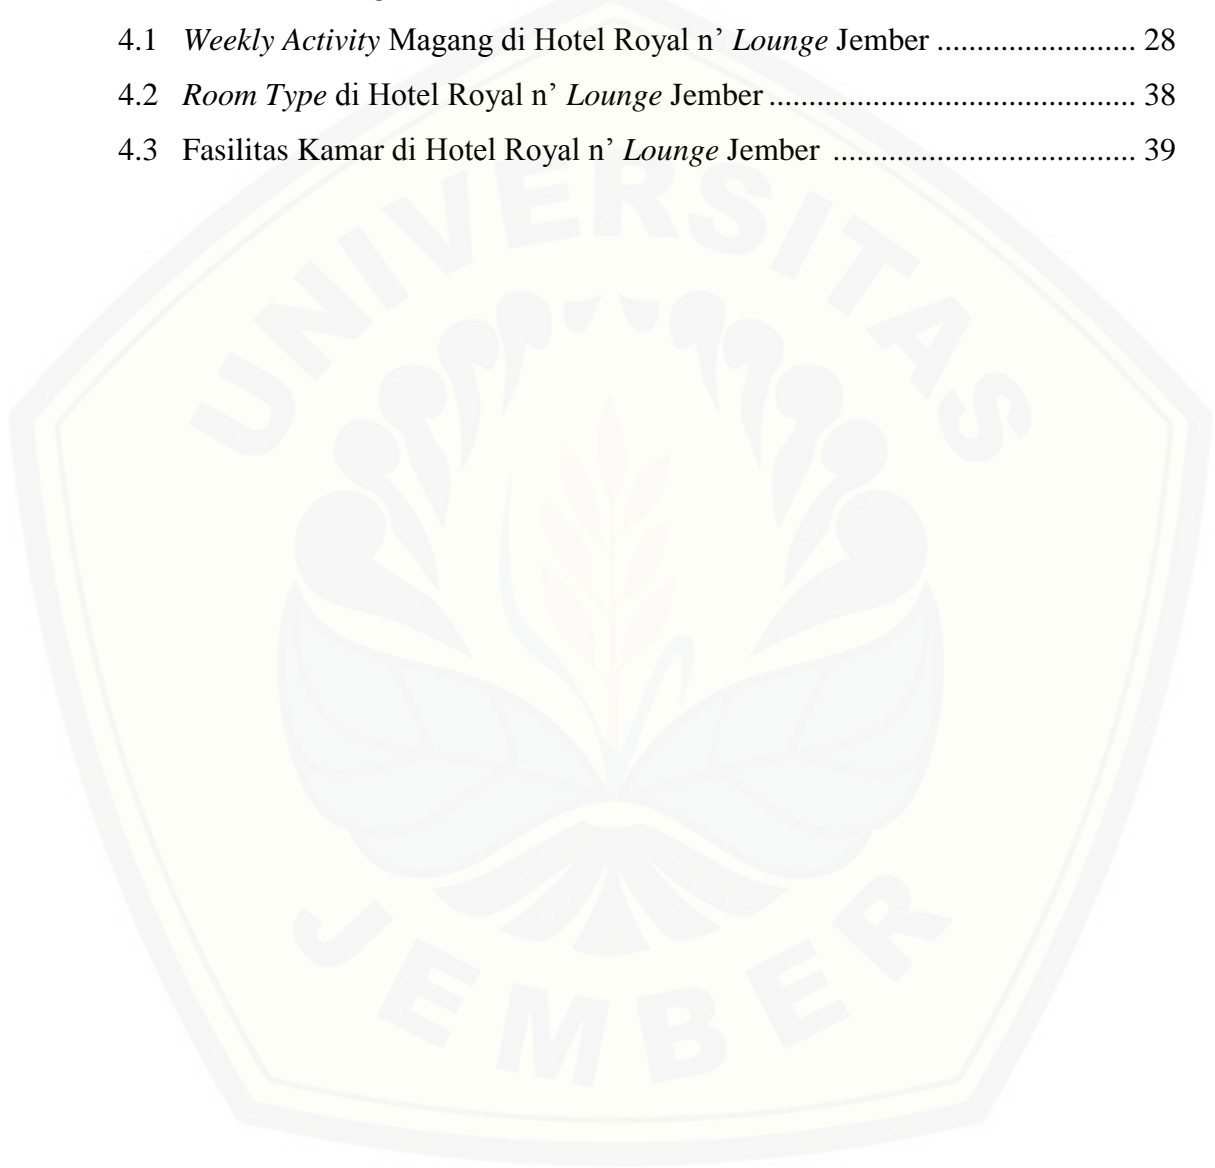 4.1 Weekly Activity Magang di Hotel Royal n’ Lounge Jember ......................... 28
4.2 Room Type di Hotel Royal n’ Lounge Jember .............................................. 38
4.3 Fasilitas Kamar di Hotel Royal n’ Lounge Jember ...................................... 39
UNIVERSITAS
JEMBER